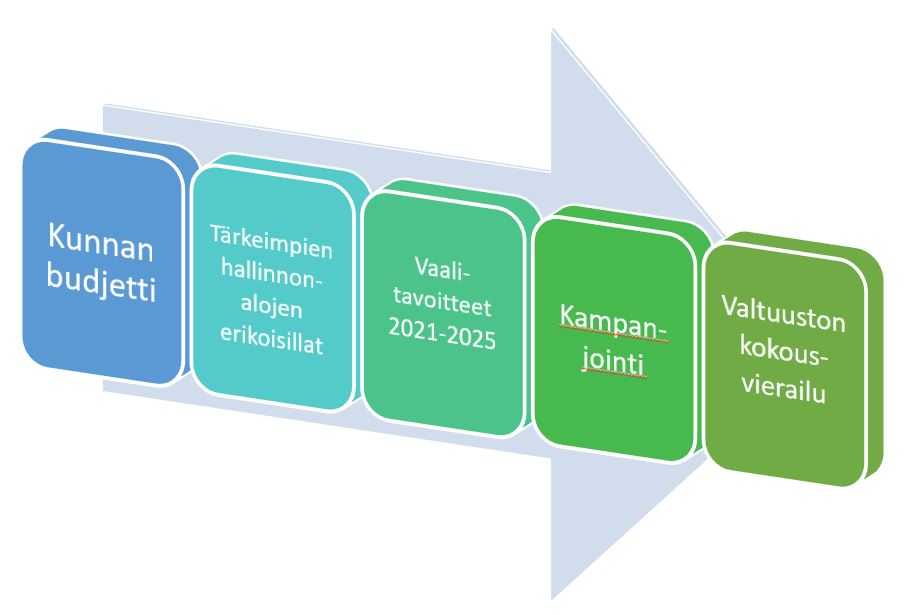 Kunnan
budjetti
Tärkeimpien
hallinnon-
alojen
erikoisillat
Vaali-
tavoitteet
2021-2025
Kampan-
jointi
Valtuuston
kokous-
vierailu